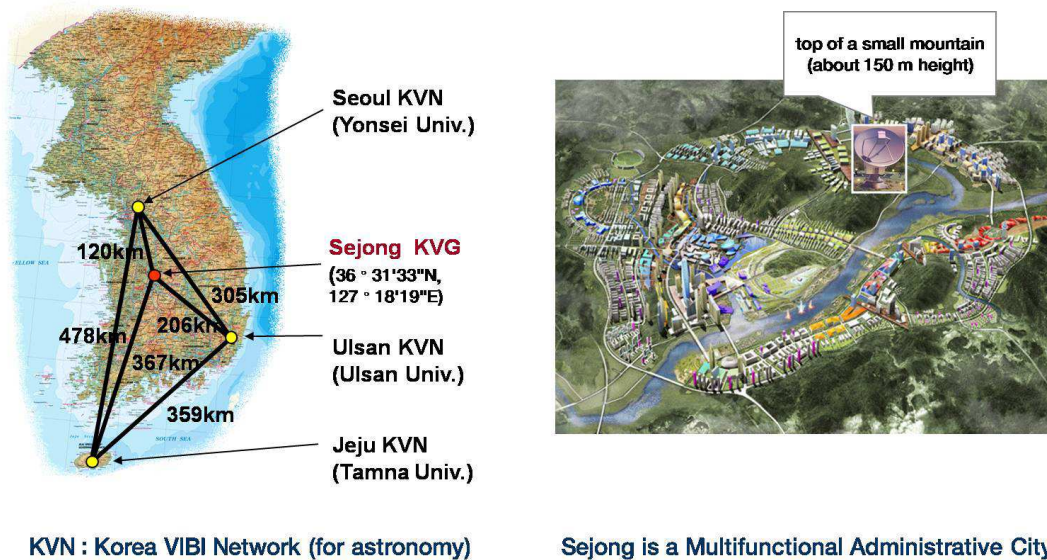 top of a small mountain
(about 150 m height)
Seoul KVN
(Yonsei Univ.)
120km
Sejong KVG
(36 ° 31'33"N,
127 ° 18'19"E)
305km
206km
478km
367km
Ulsan KVN
(Ulsan Univ.)
359km
SOUTH SEA
Jeju KVN
(Tamna Univ.)
KVN : Korea VIBI Network (for astronomy)
Sejong is a Multifunctional Administrative City